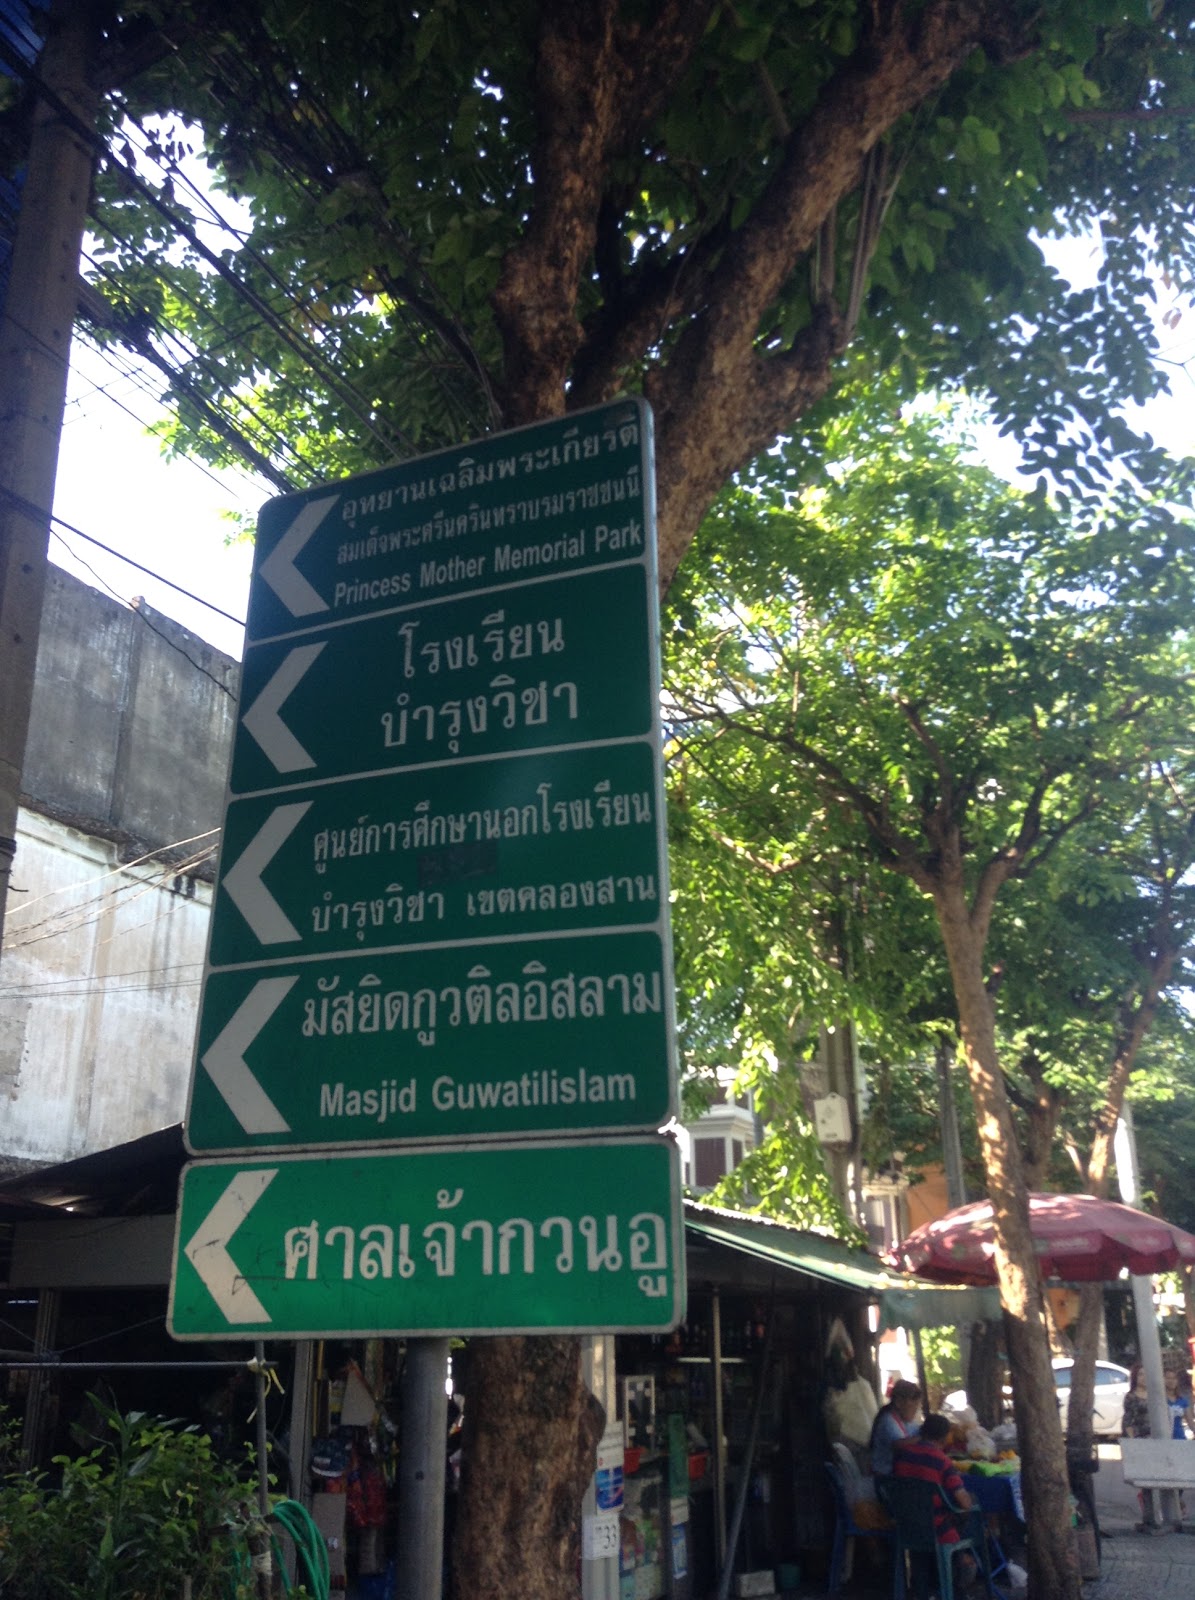 อุทยานเฉลิมพระเกียรติ
สมเด็จพระศรีนครินทราบรมราชชนนี
Princess Mother Memorial Park
โรงเรียน
บำรุงวิชา
ศูนย์การศึกษานอกโรงเรียน
บำรุงวิชา เขตคลองสาน
มัสยิดกูวติลอิสลาม
Masjid Guwatilislam
ศาลเจ้ากวนอู
33